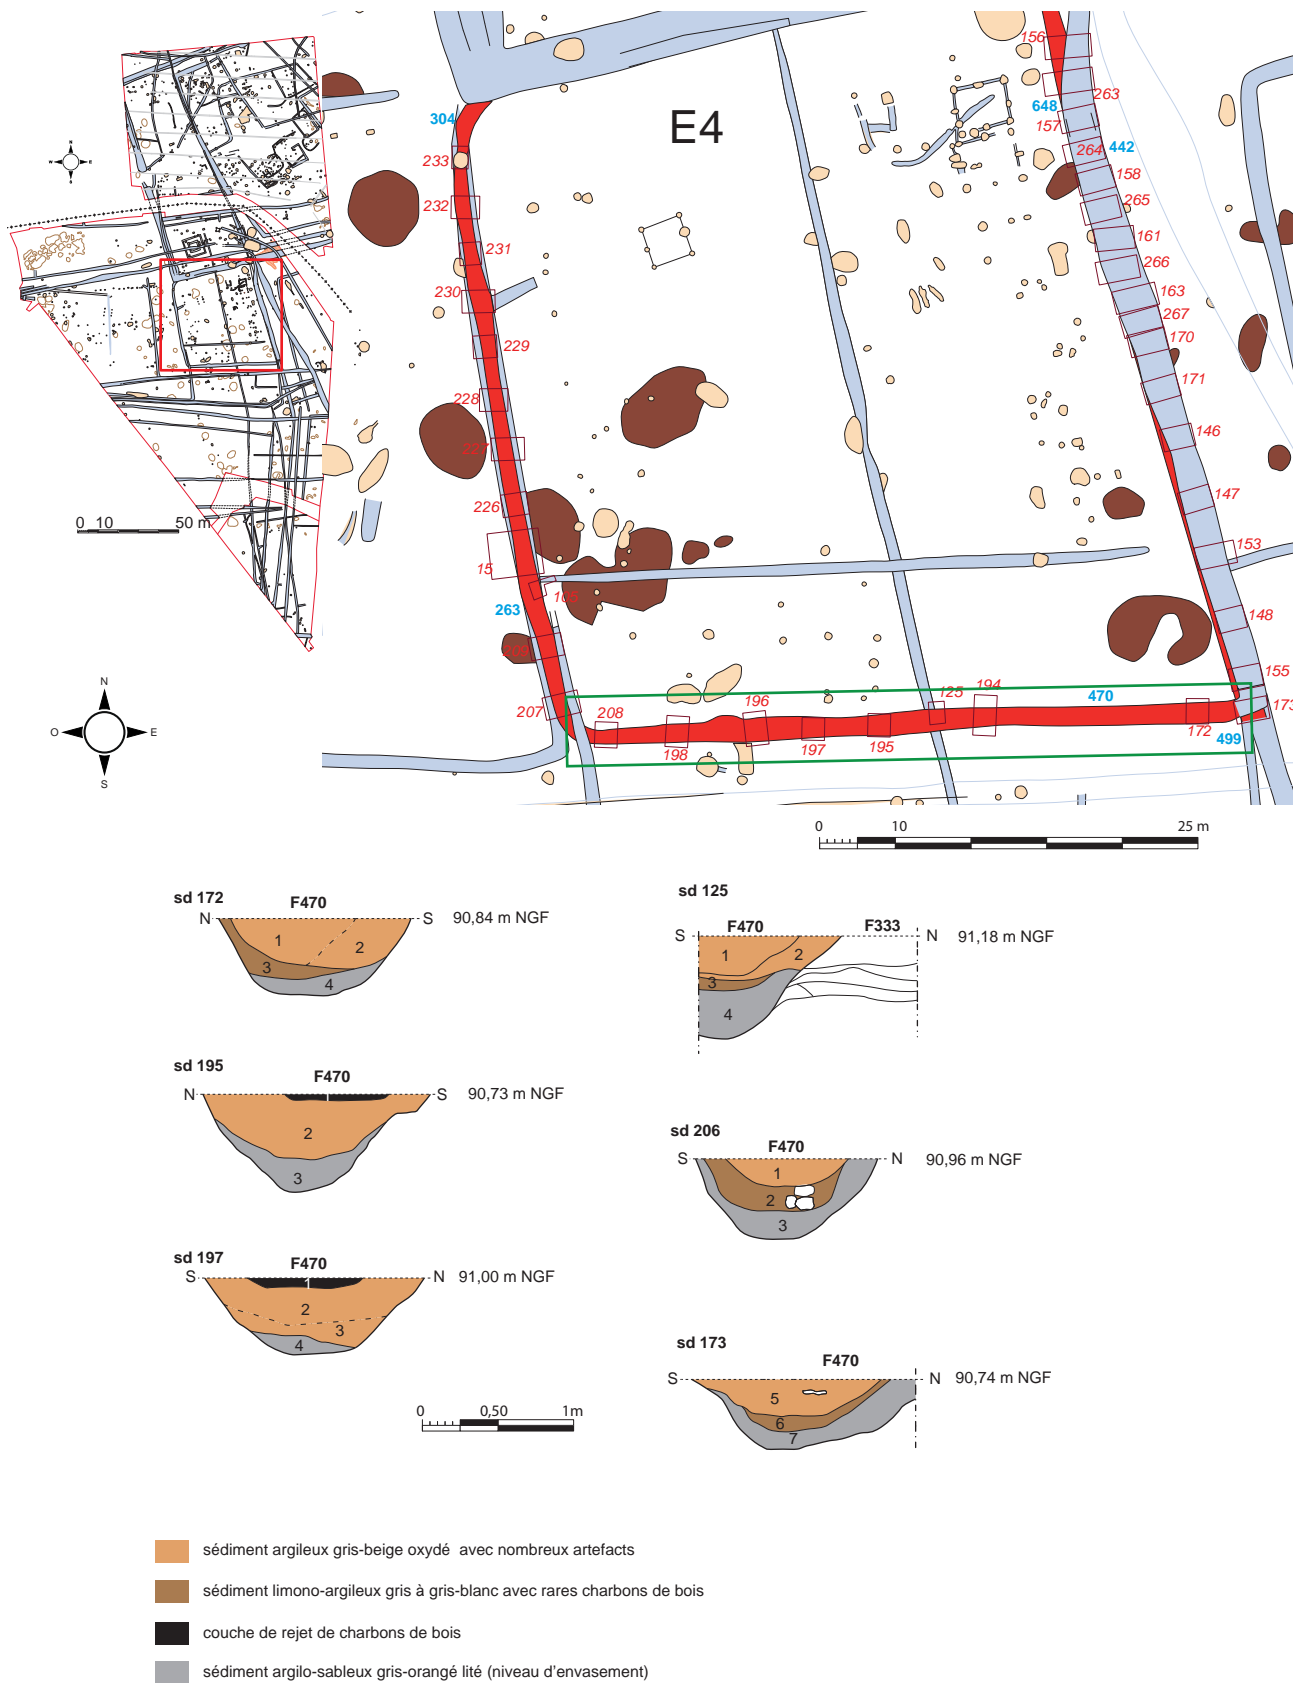 E4
304
233
232
231
230
229
228
227
226
15
263
207
208
198
196
197
195
125
194
470
172
499
173
155
148
153
147
146
171
170
267
163
266
161
265
158
264
442
157
648
263
156
N
O E
S
0 10 50 m
N
O E
S
0 10 25 m
sd 172
F470
N S 90,84 m NGF
1
2
3
4
sd 125
F470 F333
S N 91,18 m NGF
1
2
3
4
sd 195
F470
N S 90,73 m NGF
1
2
3
sd 206
F470
S N 90,96 m NGF
1
2
3
sd 197
F470
S N 91,00 m NGF
1
2
3
4
sd 173
F470
S N 90,74 m NGF
5
6
7
0 0,50 1m
sédiment argileux gris-beige oxydé avec nombreux artefacts
sédiment limono-argileux gris à gris-blanc avec rares charbons de bois
couche de rejet de charbons de bois
sédiment argilo-sableux gris-orangé lité (niveau d'envasement)